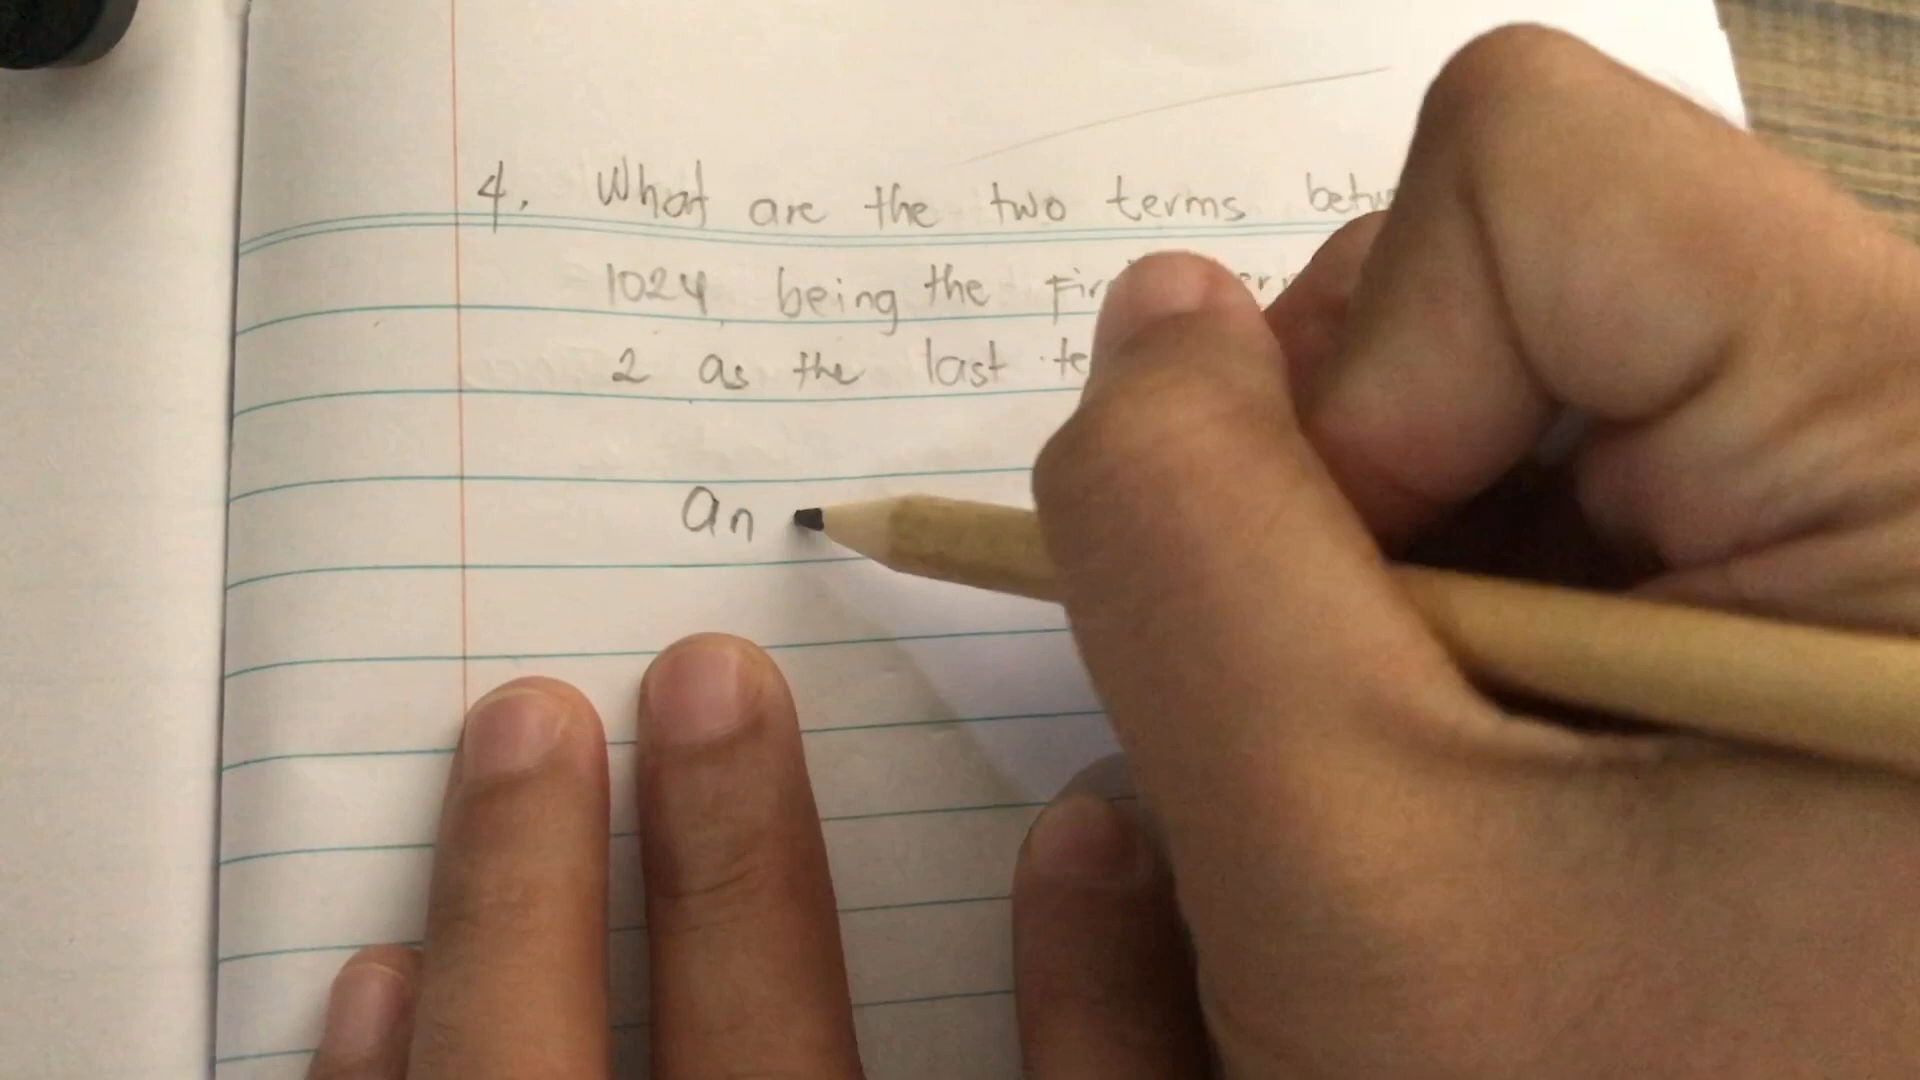 4. What are the two terms
1024 being the
2 as the last
an